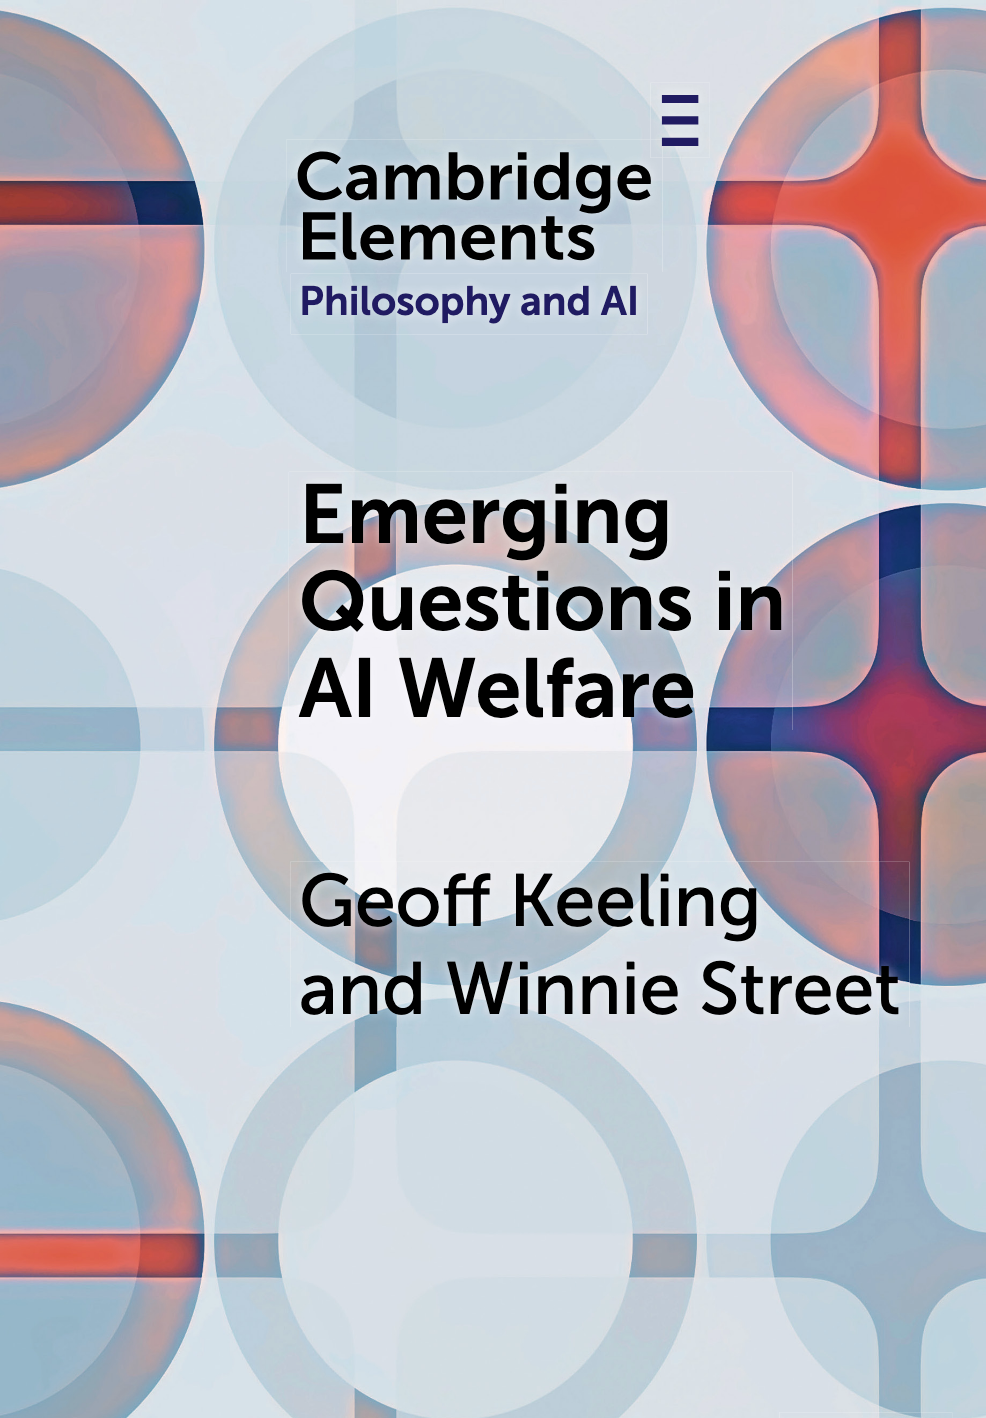 Cambridge
Elements
Philosophy and AI
Emerging
Questions in
AI Welfare
Geoff Keeling
and Winnie Street